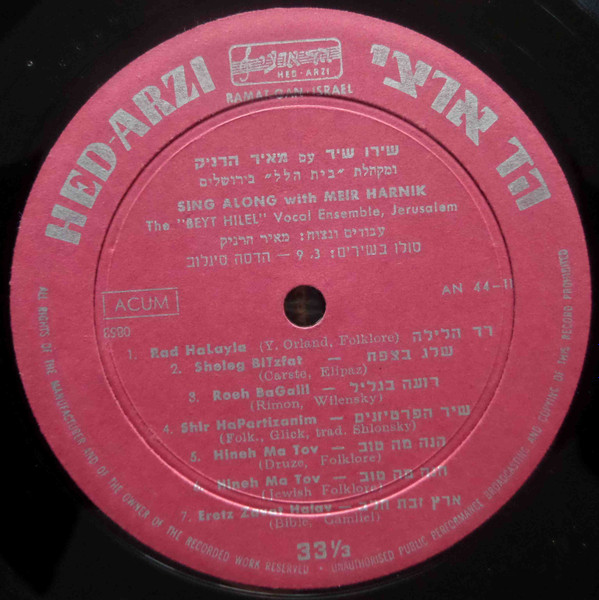 HED-ARZI
הד ארצי
הד ארצי
HED-ARZI
RAMAT GAN·ISRAEL
שירו שיר עם מאיר הרניק
ומקהלת "בית הלל" בירושלים
SING ALONG with MEIR HARNIK
The "BEYT HILEL" Vocal Ensemble, Jerusalem
עבודים ונצוח: מאיר הרניק
סולו בשירים: 3, 9 - הדסה סיגלוב
ACUM
AN 44-11
0853
1. Rad HaLayla (Y. Orland, Folklore) רד הלילה
2. Sheleg BiTzfat — שלג בצפת
(Carste, Elipaz)
3. Roeh BaGalil — רועה בגליל
(Rimon, Wilensky)
4. Shir HaPartizanim — שיר הפרטיזנים
(Folk., Glick, trad. Shlonsky)
5. Hineh Ma Tov — הנה מה טוב
(Druze, Folklore)
6. Hineh Ma Tov — הנה מה טוב
(Jewish Folklore)
7. Eretz Zavat Halav — ארץ זבת חלב
(Bible, Gamliel)
33⅓
ALL RIGHTS OF THE MANUFACTURER AND OF THE OWNER OF THE RECORDED WORK RESERVED · UNAUTHORISED PUBLIC PERFORMANCE, BROADCASTING AND COPYING OF THIS RECORD PROHIBITED